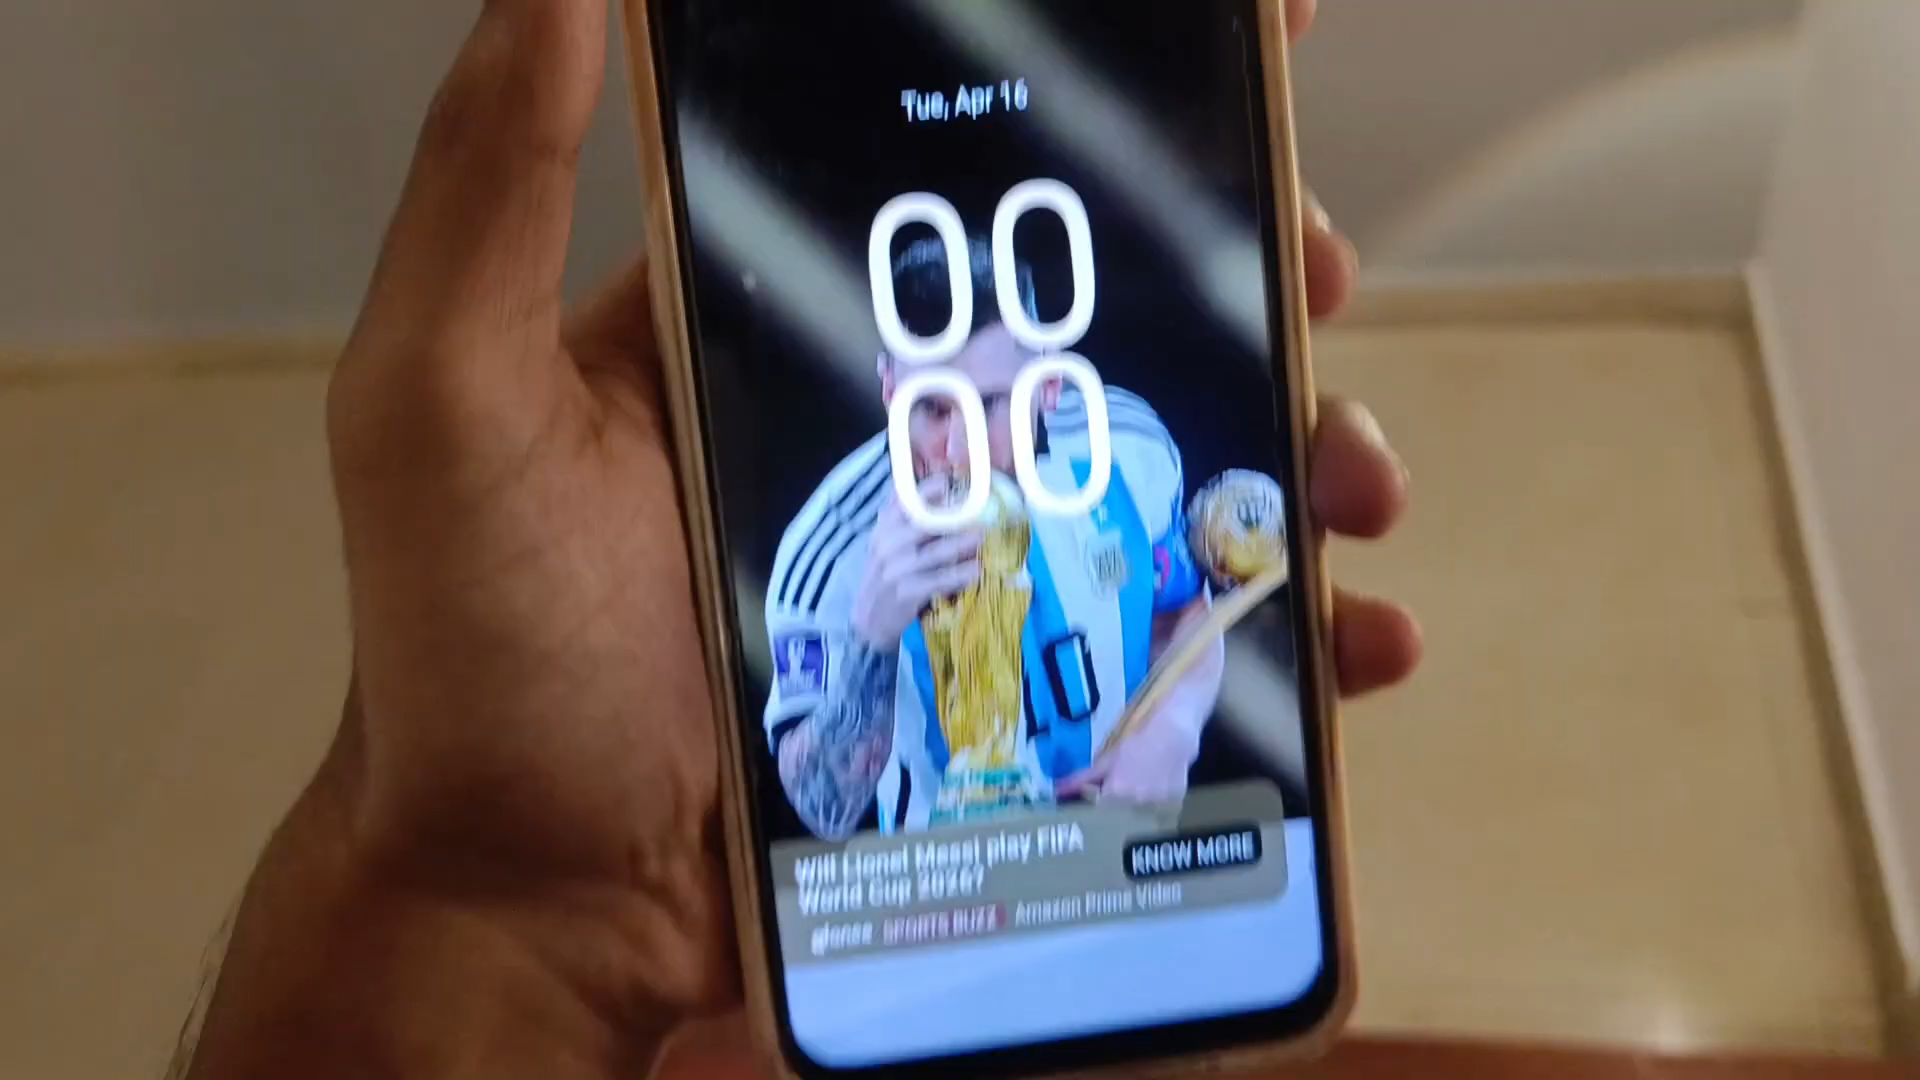 Tue, Apr 16
00
00
10
Will Lionel Messi play FIFA
World Cup 2026?
KNOW MORE
glance SPORTS BUZZ Amazon Prime Video